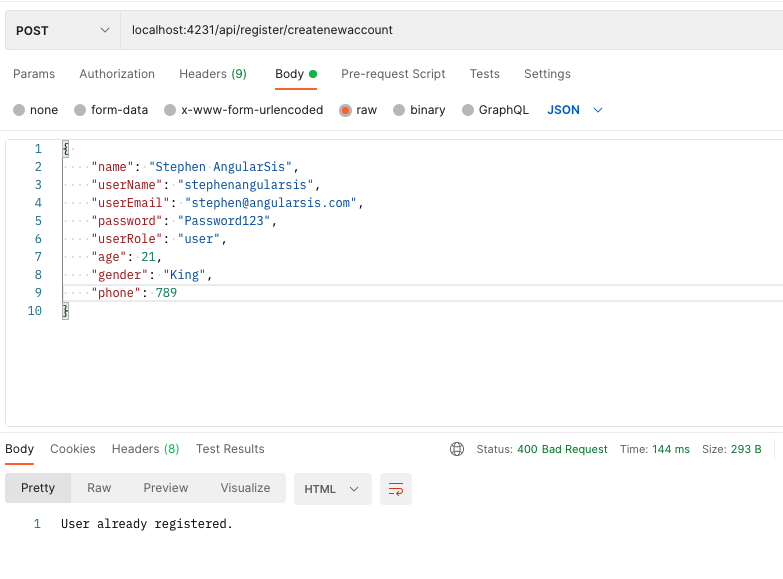 POST localhost:4231/api/register/createnewaccount
Params Authorization Headers (9) Body Pre-request Script Tests Settings
none form-data x-www-form-urlencoded raw binary GraphQL JSON
1 {
2 "name": "Stephen AngularSis",
3 "userName": "stephenangularsis",
4 "userEmail": "stephen@angularsis.com",
5 "password": "Password123",
6 "userRole": "user",
7 "age": 21,
8 "gender": "King",
9 "phone": 789
10 }
Body Cookies Headers (8) Test Results Status: 400 Bad Request Time: 144 ms Size: 293 B
Pretty Raw Preview Visualize HTML
1 User already registered.